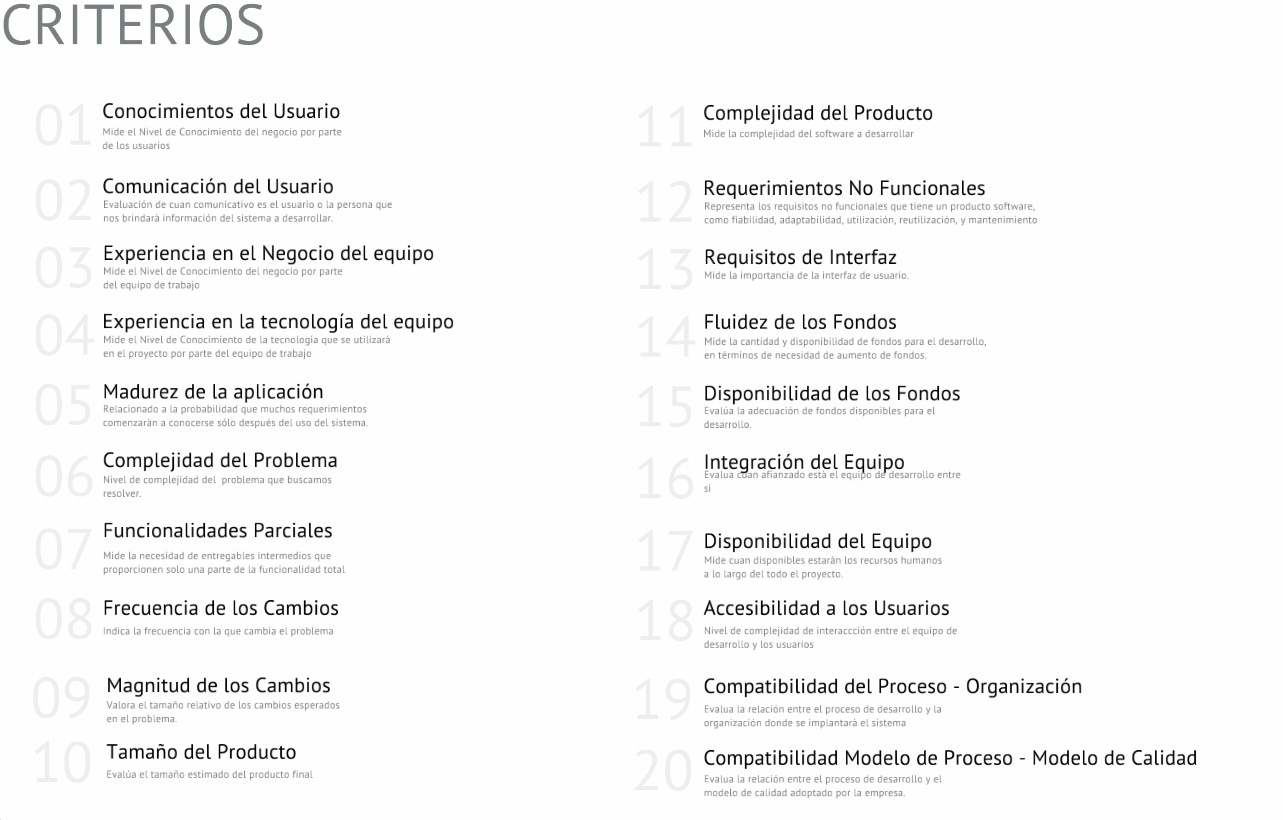 CRITERIOS
01
Conocimientos del Usuario
Mide el Nivel de Conocimiento del negocio por parte
de los usuarios
02
Comunicación del Usuario
Evaluación de cuan comunicativo es el usuario o la persona que
nos brindará información del sistema a desarrollar.
03
Experiencia en el Negocio del equipo
Mide el Nivel de Conocimiento del negocio por parte
del equipo de trabajo
04
Experiencia en la tecnología del equipo
Mide el Nivel de Conocimiento de la tecnologia que se utilizará
en el proyecto por parte del equipo de trabajo
05
Madurez de la aplicación
Relacionado a la probabilidad que muchos requerimientos
comenzarán a conocerse sólo después del uso del sistema.
06
Complejidad del Problema
Nivel de complejidad del problema que buscamos
resolver.
07
Funcionalidades Parciales
Mide la necesidad de entregables intermedios que
proporcionen solo una parte de la funcionalidad total
08
Frecuencia de los Cambios
Indica la frecuencia con la que cambia el problema
09
Magnitud de los Cambios
Valora el tamaño relativo de los cambios esperados
en el problema.
10
Tamaño del Producto
Evalúa el tamaño estimado del producto final
11
Complejidad del Producto
Mide la complejidad del software a desarrollar
12
Requerimientos No Funcionales
Representa los requisitos no funcionales que tiene un producto software,
como fiabilidad, adaptabilidad, utilización, reutilización, y mantenimiento
13
Requisitos de Interfaz
Mide la importancia de la interfaz de usuario.
14
Fluidez de los Fondos
Mide la cantidad y disponibilidad de fondos para el desarrollo,
en términos de necesidad de aumento de fondos.
15
Disponibilidad de los Fondos
Evalúa la adecuación de fondos disponibles para el
desarrollo.
16
Integración del Equipo
Evalua cuan afianzado está el equipo de desarrollo entre
si
17
Disponibilidad del Equipo
Mide cuan disponibles estarán los recursos humanos
a lo largo del todo el proyecto.
18
Accesibilidad a los Usuarios
Nivel de complejidad de interaccción entre el equipo de
desarrollo y los usuarios
19
Compatibilidad del Proceso - Organización
Evalua la relación entre el proceso de desarrollo y la
organización donde se implantará el sistema
20
Compatibilidad Modelo de Proceso - Modelo de Calidad
Evalua la relación entre el proceso de desarrollo y el
modelo de calidad adoptado por la empresa.